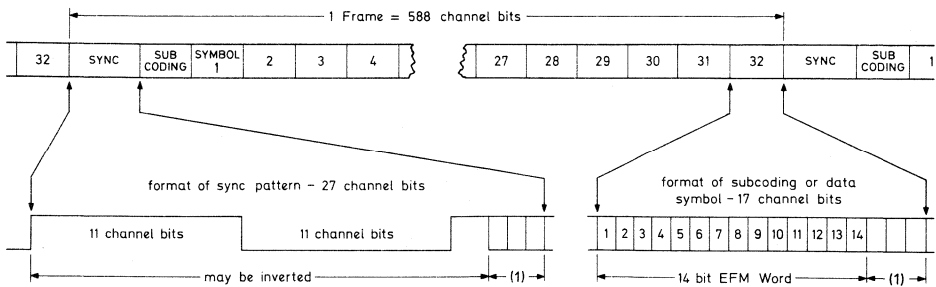 1 Frame = 588 channel bits
32 SYNC SUB CODING SYMBOL 1 2 3 4 27 28 29 30 31 32 SYNC SUB CODING 1
format of sync pattern – 27 channel bits
format of subcoding or data
symbol – 17 channel bits
11 channel bits 11 channel bits 1 2 3 4 5 6 7 8 9 10 11 12 13 14
may be inverted (1) 14 bit EFM Word (1)